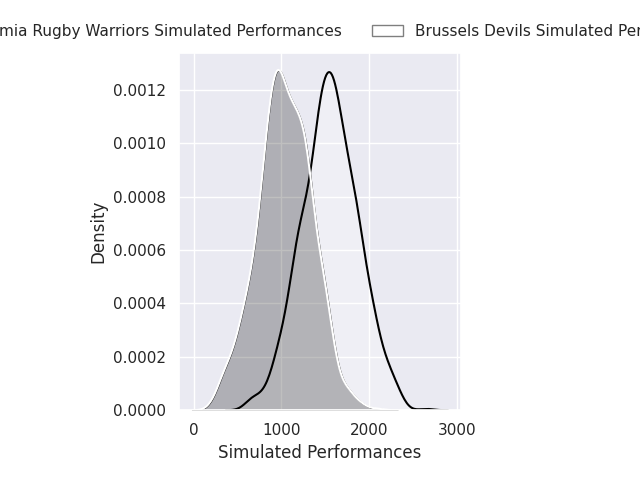 mia Rugby Warriors Simulated Performances Brussels Devils Simulated Per
0.0012
0.0010
0.0008
0.0006
0.0004
0.0002
0.0000
Density
0 1000 2000 3000
Simulated Performances